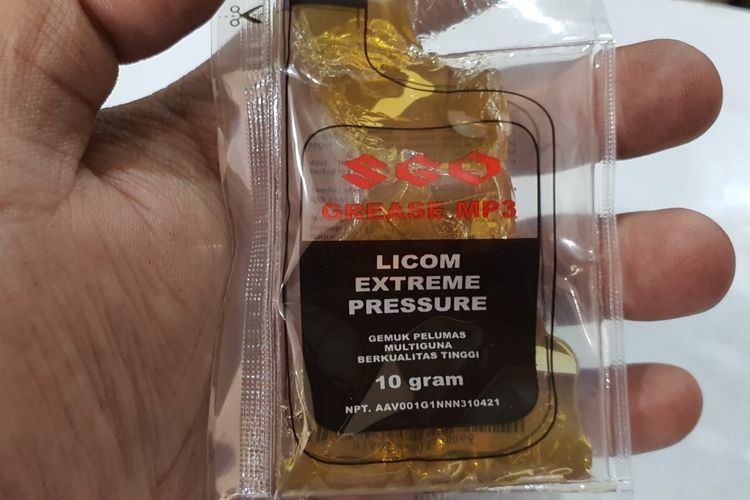 SGO
GREASE MP3
LICOM
EXTREME
PRESSURE
GEMUK PELUMAS
MULTIGUNA
BERKUALITAS TINGGI
10 gram
NPT. AAV001G1NNN310421